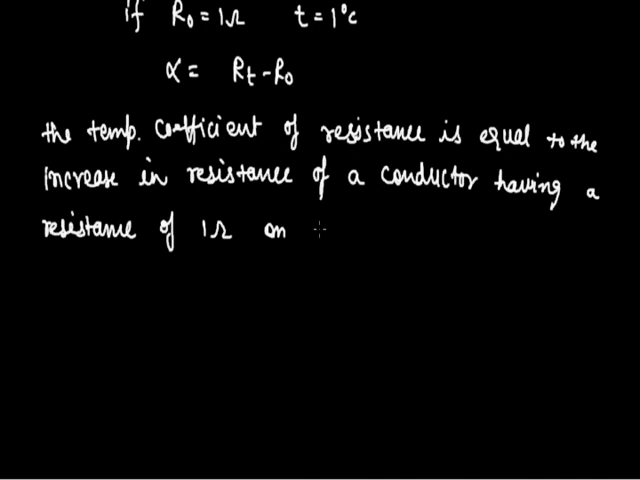 if R₀ = 1Ω t = 1°c
α = Rt - R₀
the temp. coefficient of resistance is equal to the
increase in resistance of a conductor having a
resistance of 1Ω on